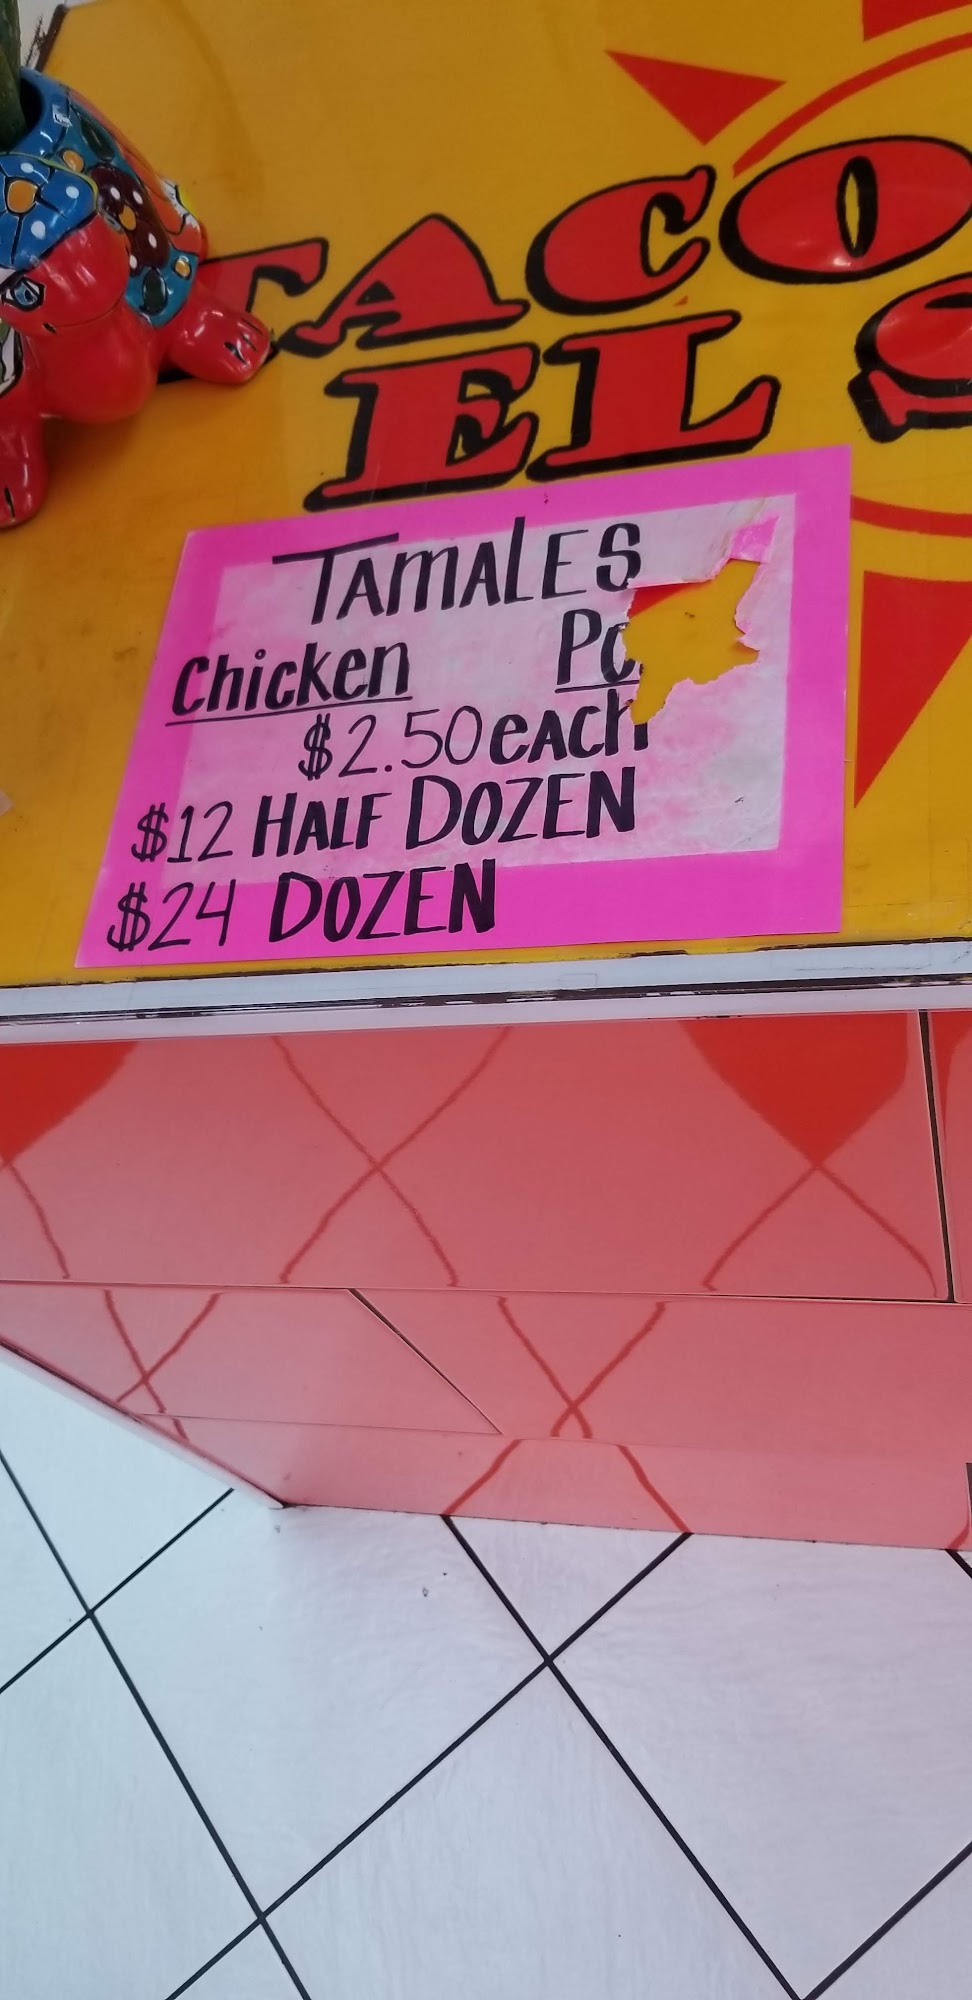 TACO
EL
TAMALES
Chicken
$2.50 each
$12 HALF DOZEN
$24 DOZEN